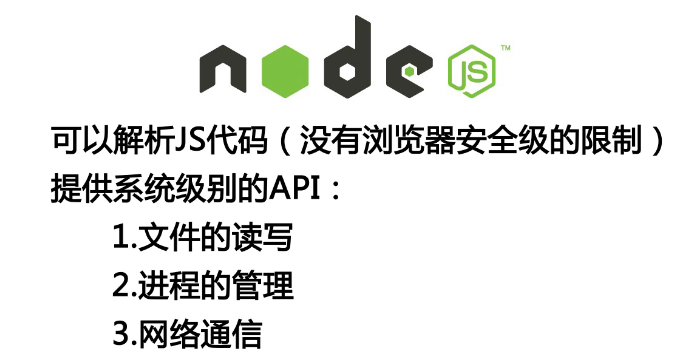 node
JS™
可以解析JS代码（没有浏览器安全级的限制）
提供系统级别的API：
1.文件的读写
2.进程的管理
3.网络通信